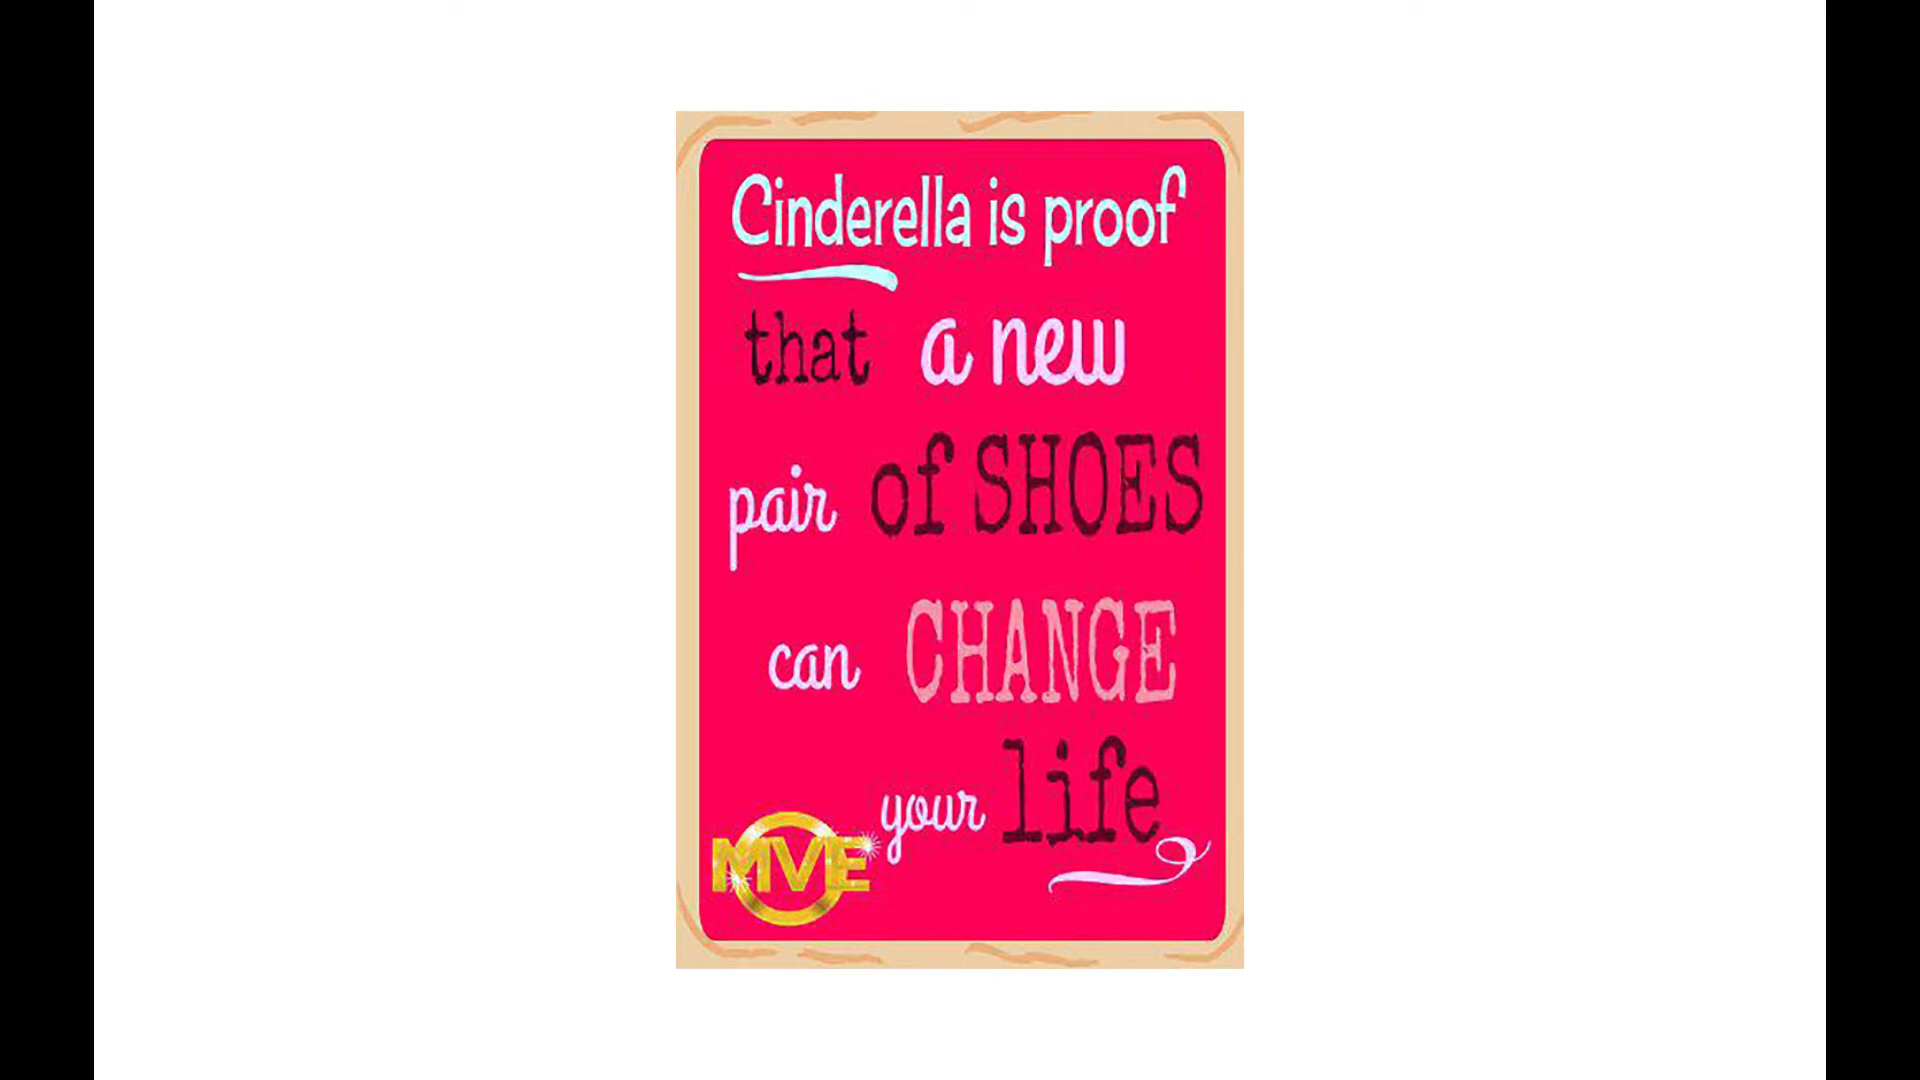 Cinderella is proof
that a new
pair of SHOES
can CHANGE
your life
MVE